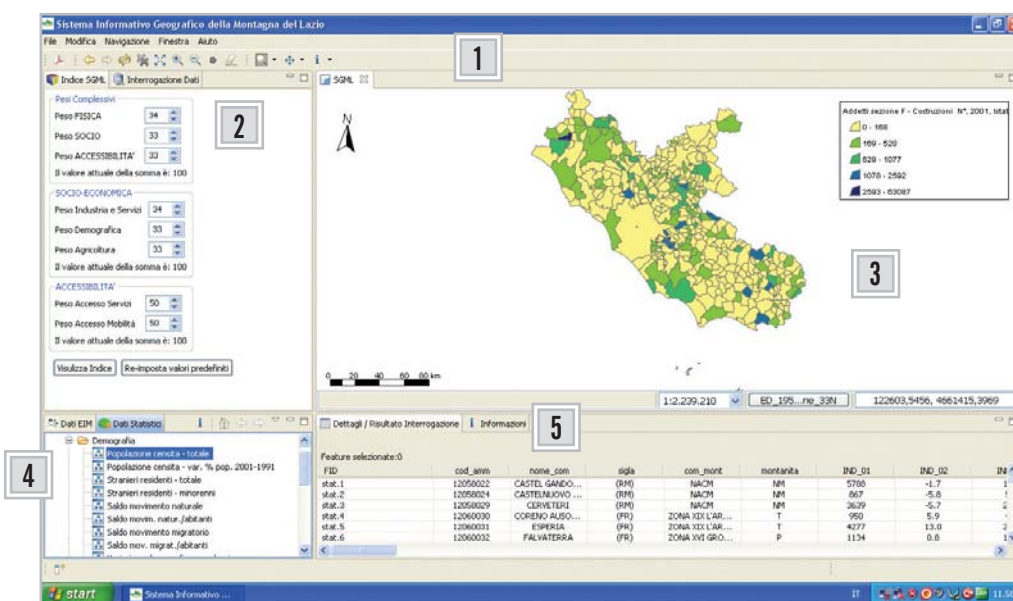 Sistema Informativo Geografico della Montagna del Lazio
File Modifica Navigazione Finestra Aiuto
1
Indice SGML Interrogazione Dati
SGML
Pesi Complessivi
Peso FISICA 34
Peso SOCIO 33
Peso ACCESSIBILITA' 33
Il valore attuale della somma è: 100
2
SOCIO-ECONOMICA
Peso Industria e Servizi 34
Peso Demografica 33
Peso Agricoltura 33
Il valore attuale della somma è: 100
ACCESSIBILITA'
Peso Accesso Servizi 50
Peso Accesso Mobilità 50
Il valore attuale della somma è: 100
Visulizza Indice Re-imposta valori predefiniti
N
Addetti sezione F - Costruzioni N°, 2001, Istat
0 - 168
169 - 528
529 - 1077
1078 - 2592
2593 - 63087
3
0 20 40 60 80 km
1:2.239.210 ED_195...ne_33N 122603,5456, 4661415,3969
Dati EIM Dati Statistici
4
Demografia
Popolazione censita - totale
Popolazione censita - var. % pop. 2001-1991
Stranieri residenti - totale
Stranieri residenti - minorenni
Saldo movimento naturale
Saldo movim. natur./abitanti
Saldo movimento migratorio
Saldo mov. migrat./abitanti
Dettagli / Risultato Interrogazione Informazioni
5
Feature selezionate:0
FID cod_amm nome_com sigla com_mont montanita IND_01 IND_02
stat.1 12058022 CASTEL GANDO... (RM) NACM NM 5788 -1.7
stat.2 12058024 CASTELNUOVO ... (RM) NACM NM 867 -5.8
stat.3 12058029 CERVETERI (RM) NACM NM 3639 -5.7
stat.4 12060030 CORENO AUSO... (FR) ZONA XIX L'AR... T 950 5.9
stat.5 12060031 ESPERIA (FR) ZONA XIX L'AR... T 4277 13.0
stat.6 12060032 FALVATERRA (FR) ZONA XVI GRO... P 1134 0.8
start Sistema Informativo ... IT 11.56